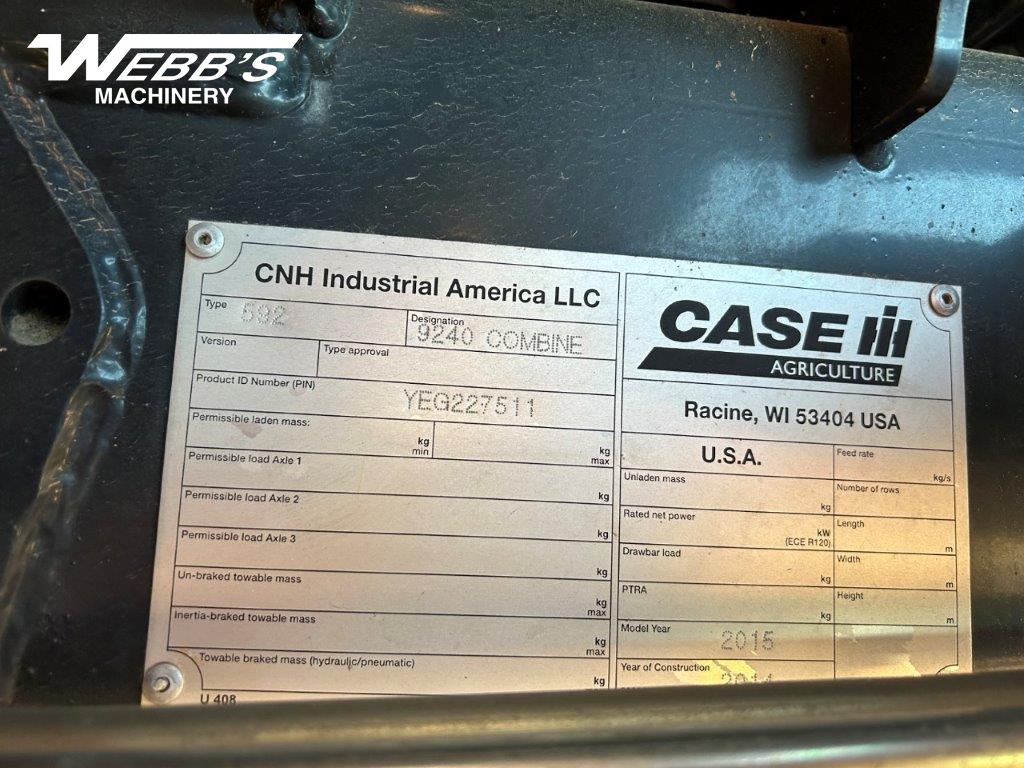 WEBB'S
MACHINERY
CNH Industrial America LLC
Type 592
Designation 9240 COMBINE
Version
Type approval
Product ID Number (PIN) YEG227511
Permissible laden mass:
kg min
kg max
Permissible load Axle 1 kg
Permissible load Axle 2 kg
Permissible load Axle 3 kg
Un-braked towable mass kg max
Inertia-braked towable mass kg max
Towable braked mass (hydraulic/pneumatic) kg
U 408
CASE IH
AGRICULTURE
Racine, WI 53404 USA
U.S.A.
Feed rate kg/s
Unladen mass kg
Number of rows
Rated net power kW (ECE R120)
Length m
Drawbar load kg
Width m
PTRA kg
Height m
Model Year 2015
Year of Construction 2014